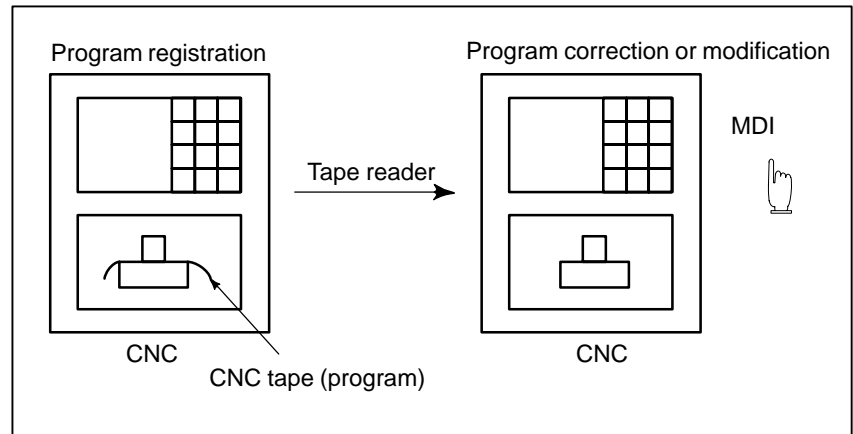 Program registration
Program correction or modification
MDI
Tape reader
CNC
CNC
CNC tape (program)